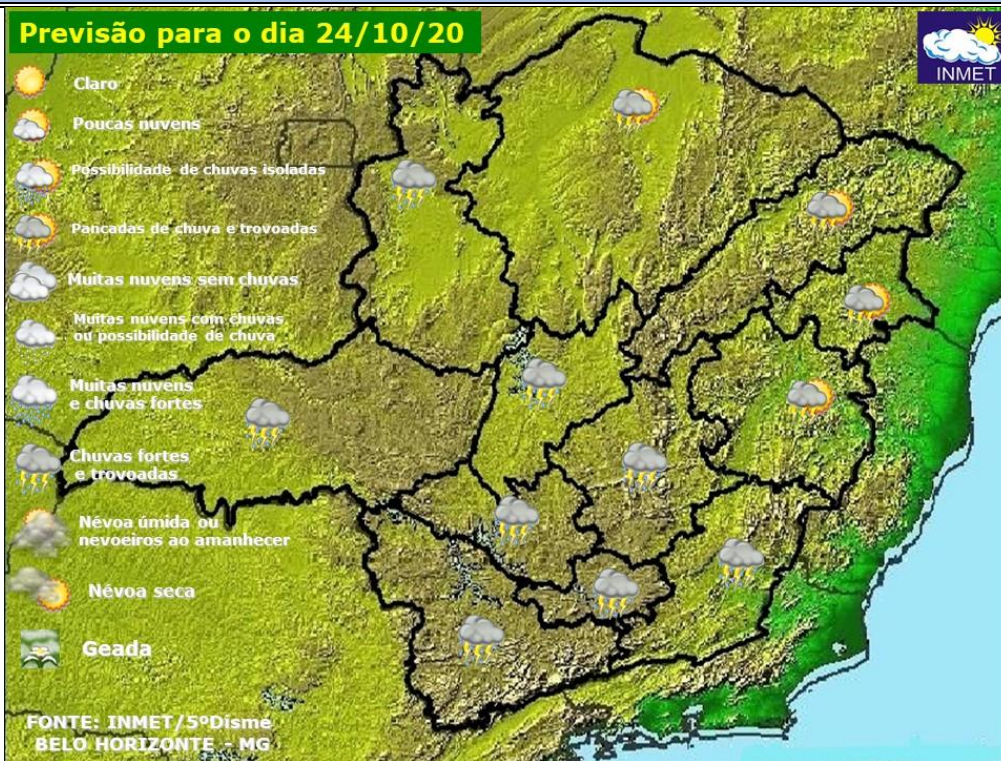 Previsão para o dia 24/10/20
INMET
Claro
Poucas nuvens
Possibilidade de chuvas isoladas
Pancadas de chuva e trovoadas
Muitas nuvens sem chuvas
Muitas nuvens com chuvas
ou possibilidade de chuva
Muitas nuvens
e chuvas fortes
Chuvas fortes
e trovoadas
Névoa úmida ou
nevoeiros ao amanhecer
Névoa seca
Geada
FONTE: INMET/5ºDisme
BELO HORIZONTE - MG